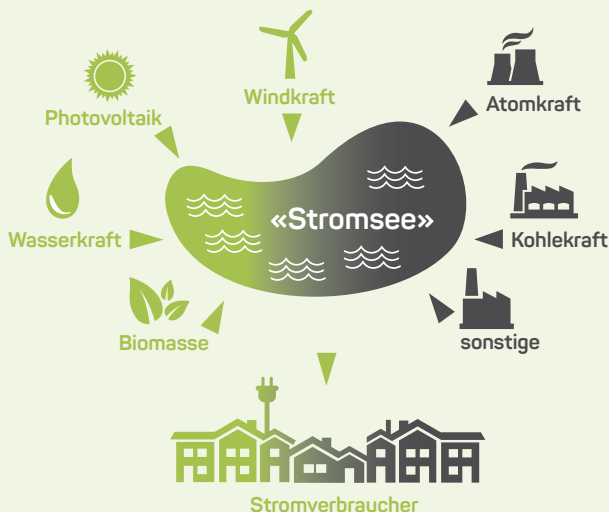 Windkraft
Photovoltaik
Atomkraft
Wasserkraft
«Stromsee»
Kohlekraft
Biomasse
sonstige
Stromverbraucher